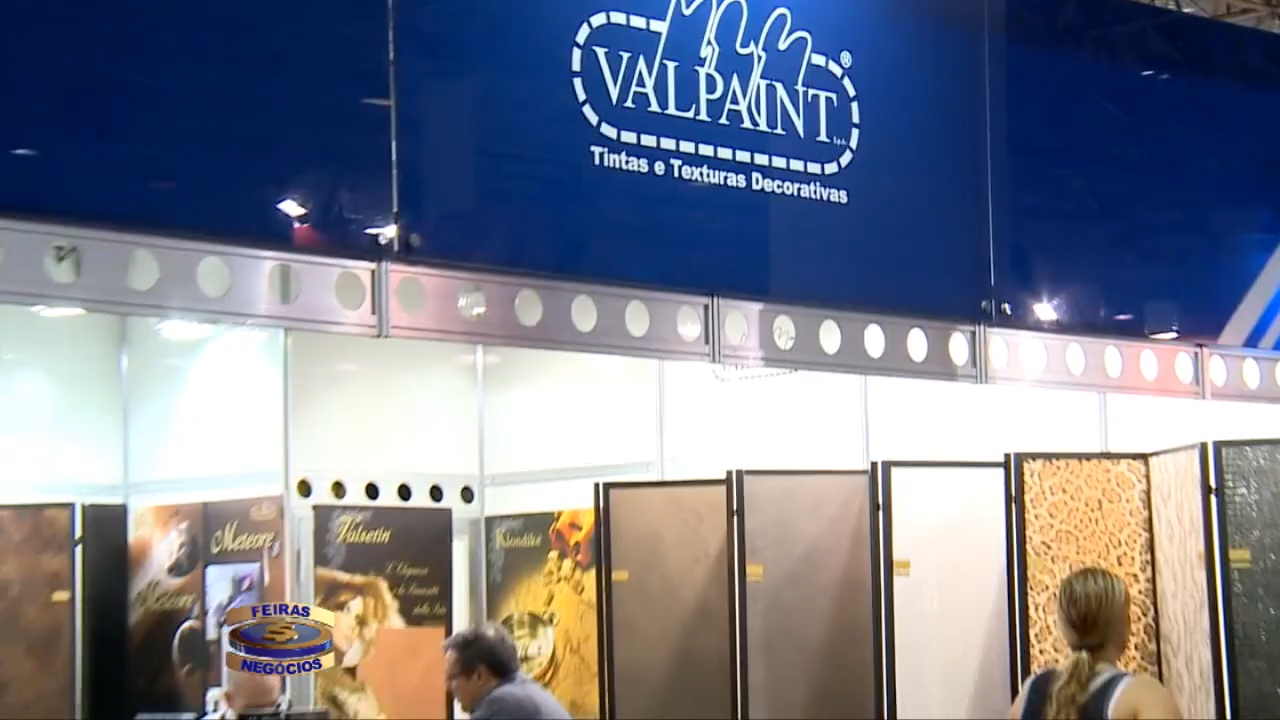 VALPAINT®
Tintas e Texturas Decorativas
Meteore
Valsetin
Klondike
FEIRAS
NEGÓCIOS